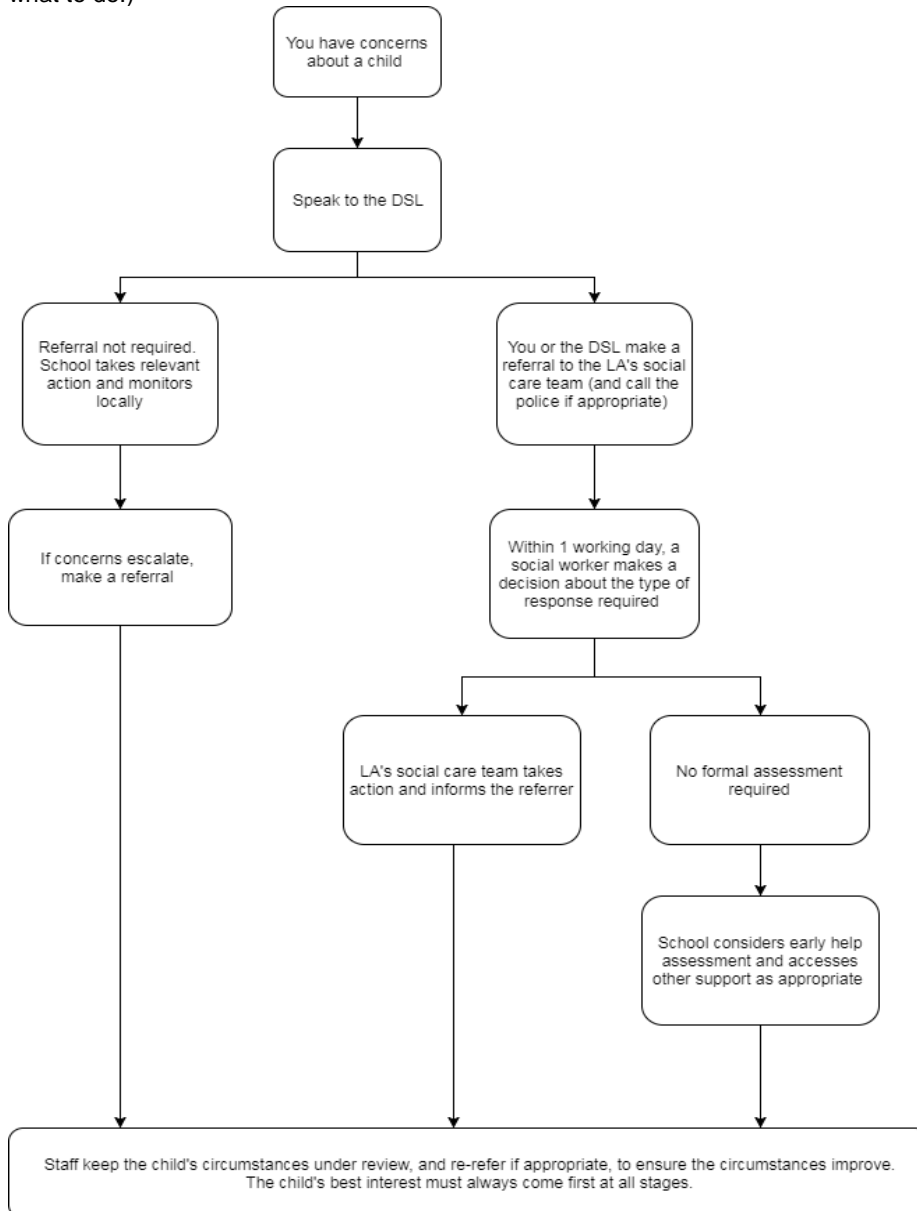 what to do.)
You have concerns
about a child
Speak to the DSL
Referral not required.
School takes relevant
action and monitors
locally
You or the DSL make a
referral to the LA's social
care team (and call the
police if appropriate)
If concerns escalate,
make a referral
Within 1 working day, a
social worker makes a
decision about the type of
response required
LA's social care team takes
action and informs the referrer
No formal assessment
required
School considers early help
assessment and accesses
other support as appropriate
Staff keep the child's circumstances under review, and re-refer if appropriate, to ensure the circumstances improve.
The child's best interest must always come first at all stages.